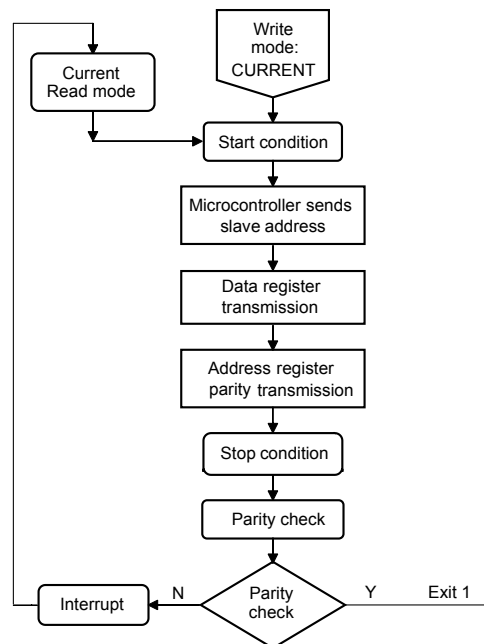 Write
mode:
CURRENT
Current
Read mode
Start condition
Microcontroller sends
slave address
Data register
transmission
Address register
parity transmission
Stop condition
Parity check
Interrupt
N
Parity
check
Y
Exit 1